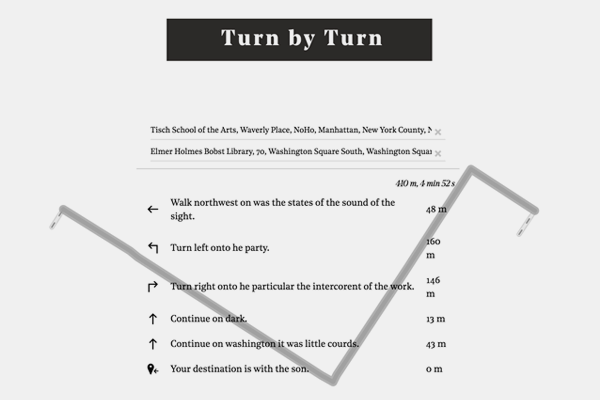 Turn by Turn
Tisch School of the Arts, Waverly Place, NoHo, Manhattan, New York County,
Elmer Holmes Bobst Library, 70, Washington Square South, Washington
410 m, 4 min 52 s
Walk northwest on was the states of the sound of the 48 m
sight.
Turn left onto he party. 160
m
Turn right onto he particular the intercorent of the work. 146
m
Continue on dark. 13 m
Continue on washington it was little courds. 43 m
Your destination is with the son. 0 m